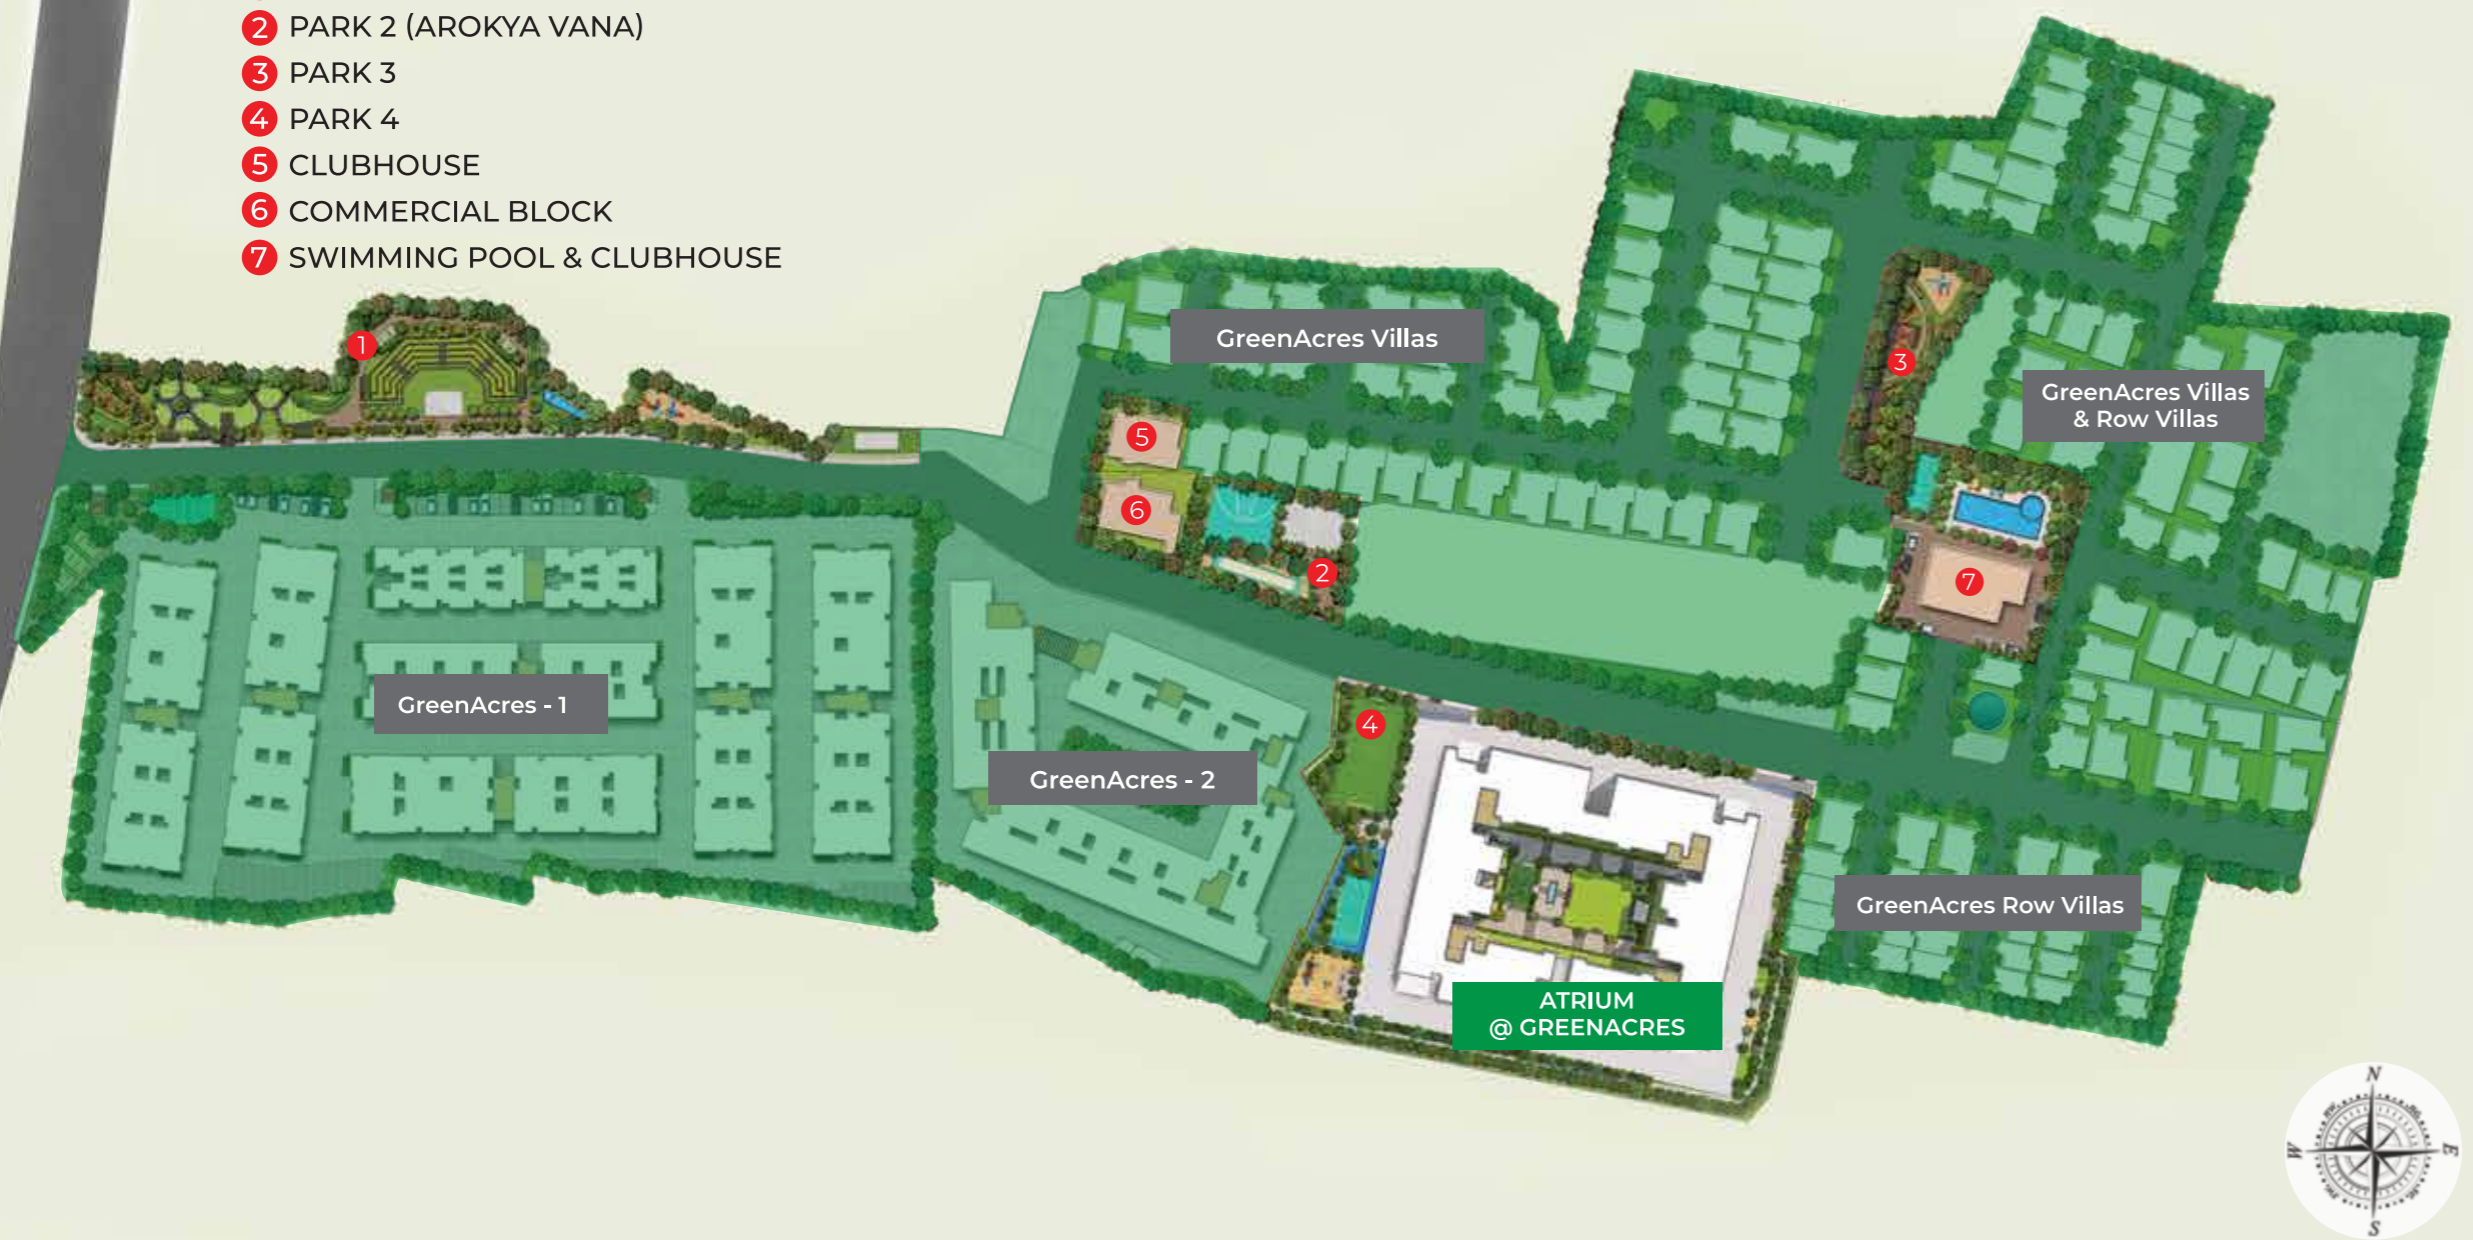 2 PARK 2 (AROKYA VANA)
3 PARK 3
4 PARK 4
5 CLUBHOUSE
6 COMMERCIAL BLOCK
7 SWIMMING POOL & CLUBHOUSE
1
GreenAcres Villas
3
GreenAcres Villas
& Row Villas
5
6
2
7
GreenAcres - 1
4
GreenAcres - 2
GreenAcres Row Villas
ATRIUM
@ GREENACRES
N
W
E
S